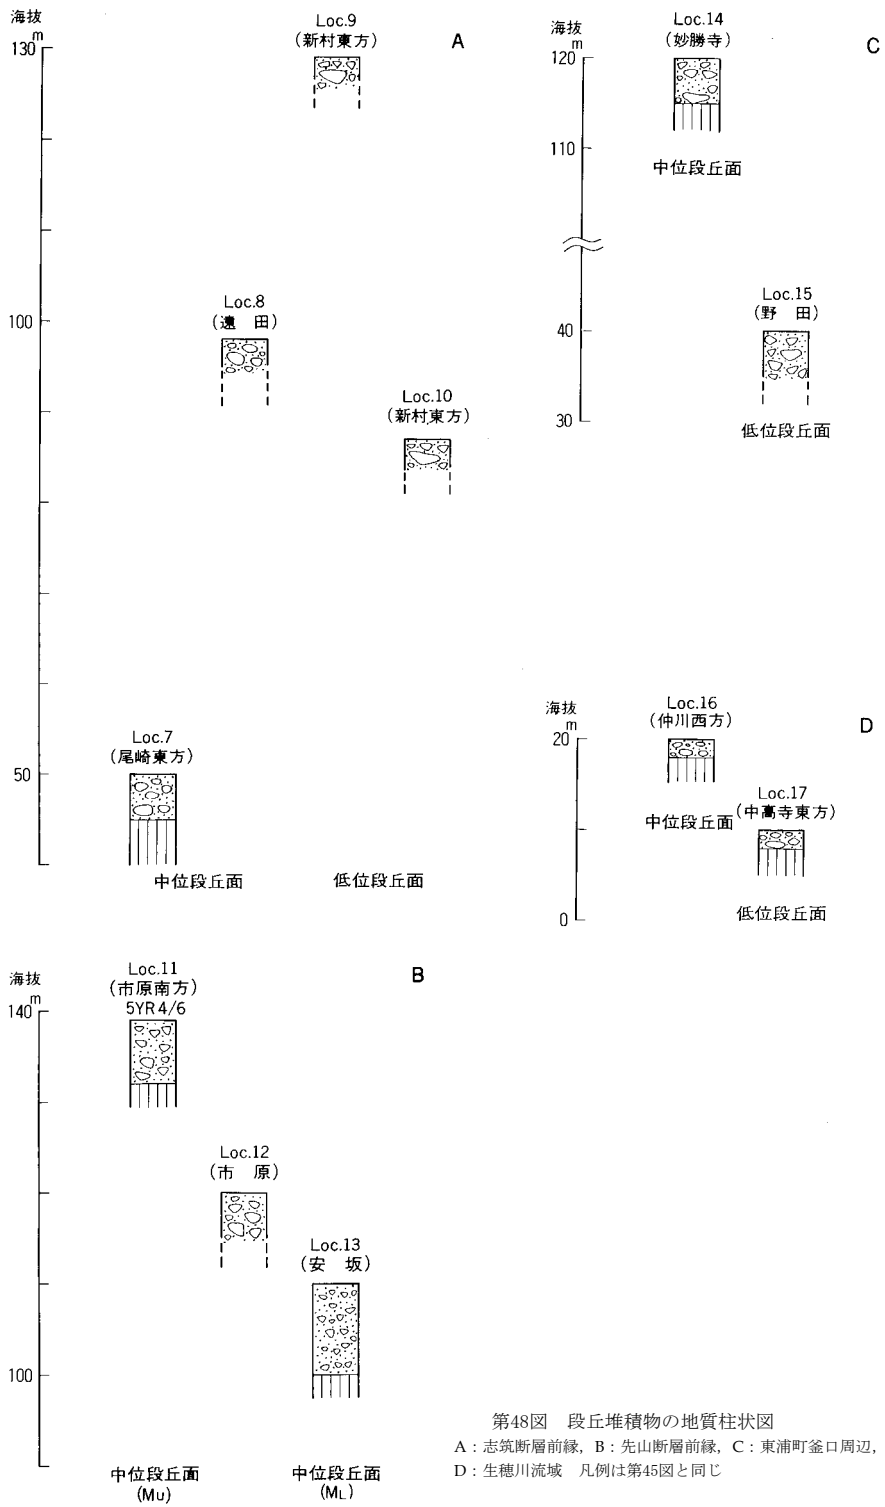 海抜
m
130
100
50
A
Loc.9
(新村東方)
Loc.8
(遠 田)
Loc.10
(新村東方)
Loc.7
(尾崎東方)
中位段丘面
低位段丘面
C
海抜
m
120
110
40
30
Loc.14
(妙勝寺)
中位段丘面
Loc.15
(野 田)
低位段丘面
D
海抜
m
20
10
0
Loc.16
(仲川西方)
中位段丘面
Loc.17
(中高寺東方)
低位段丘面
B
海抜
m
140
100
Loc.11
(市原南方)
5YR4/6
Loc.12
(市 原)
Loc.13
(安 坂)
中位段丘面
(Mu)
中位段丘面
(ML)
第48図 段丘堆積物の地質柱状図
A:志筑断層前縁, B:先山断層前縁, C:東浦町釜口周辺,
D:生穂川流域 凡例は第45図と同じ